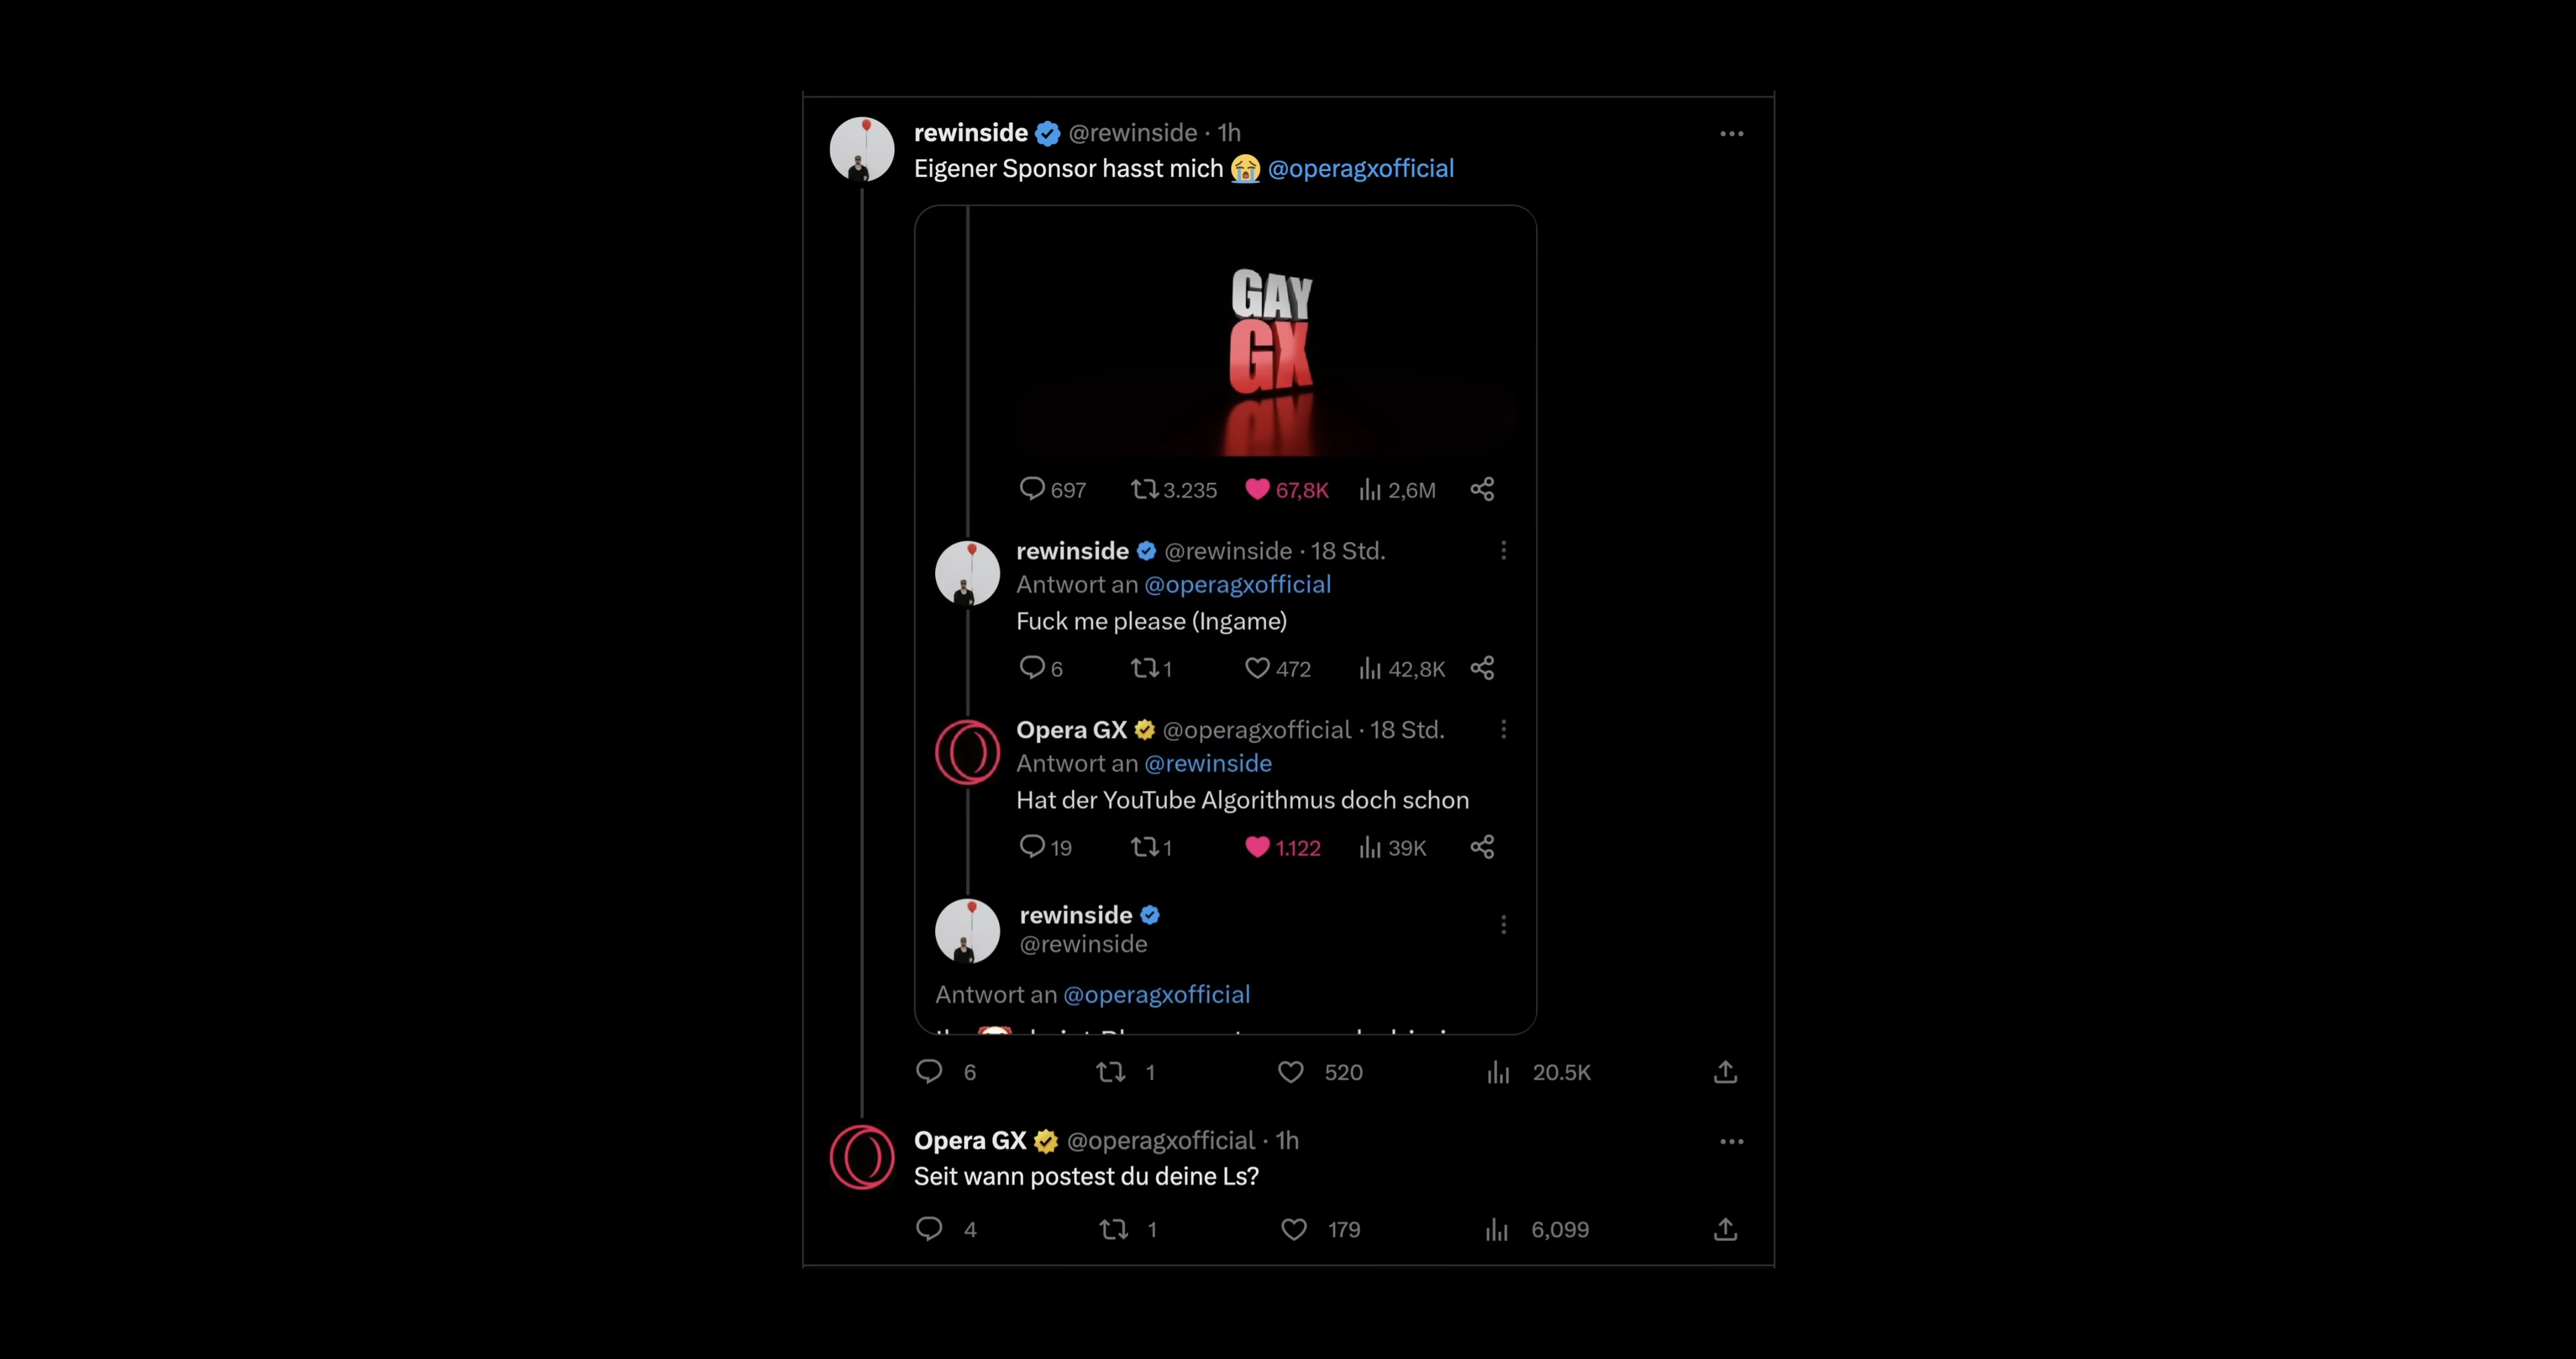 rewinside @rewinside · 1h
Eigener Sponsor hasst mich 😭 @operagxofficial
GAY
GX
697 3.235 67,8K 2,6M
rewinside @rewinside · 18 Std.
Antwort an @operagxofficial
Fuck me please (Ingame)
6 1 472 42,8K
Opera GX @operagxofficial · 18 Std.
Antwort an @rewinside
Hat der YouTube Algorithmus doch schon
19 1 1.122 39K
rewinside
@rewinside
Antwort an @operagxofficial
6 1 520 20.5K
Opera GX @operagxofficial · 1h
Seit wann postest du deine Ls?
4 1 179 6,099